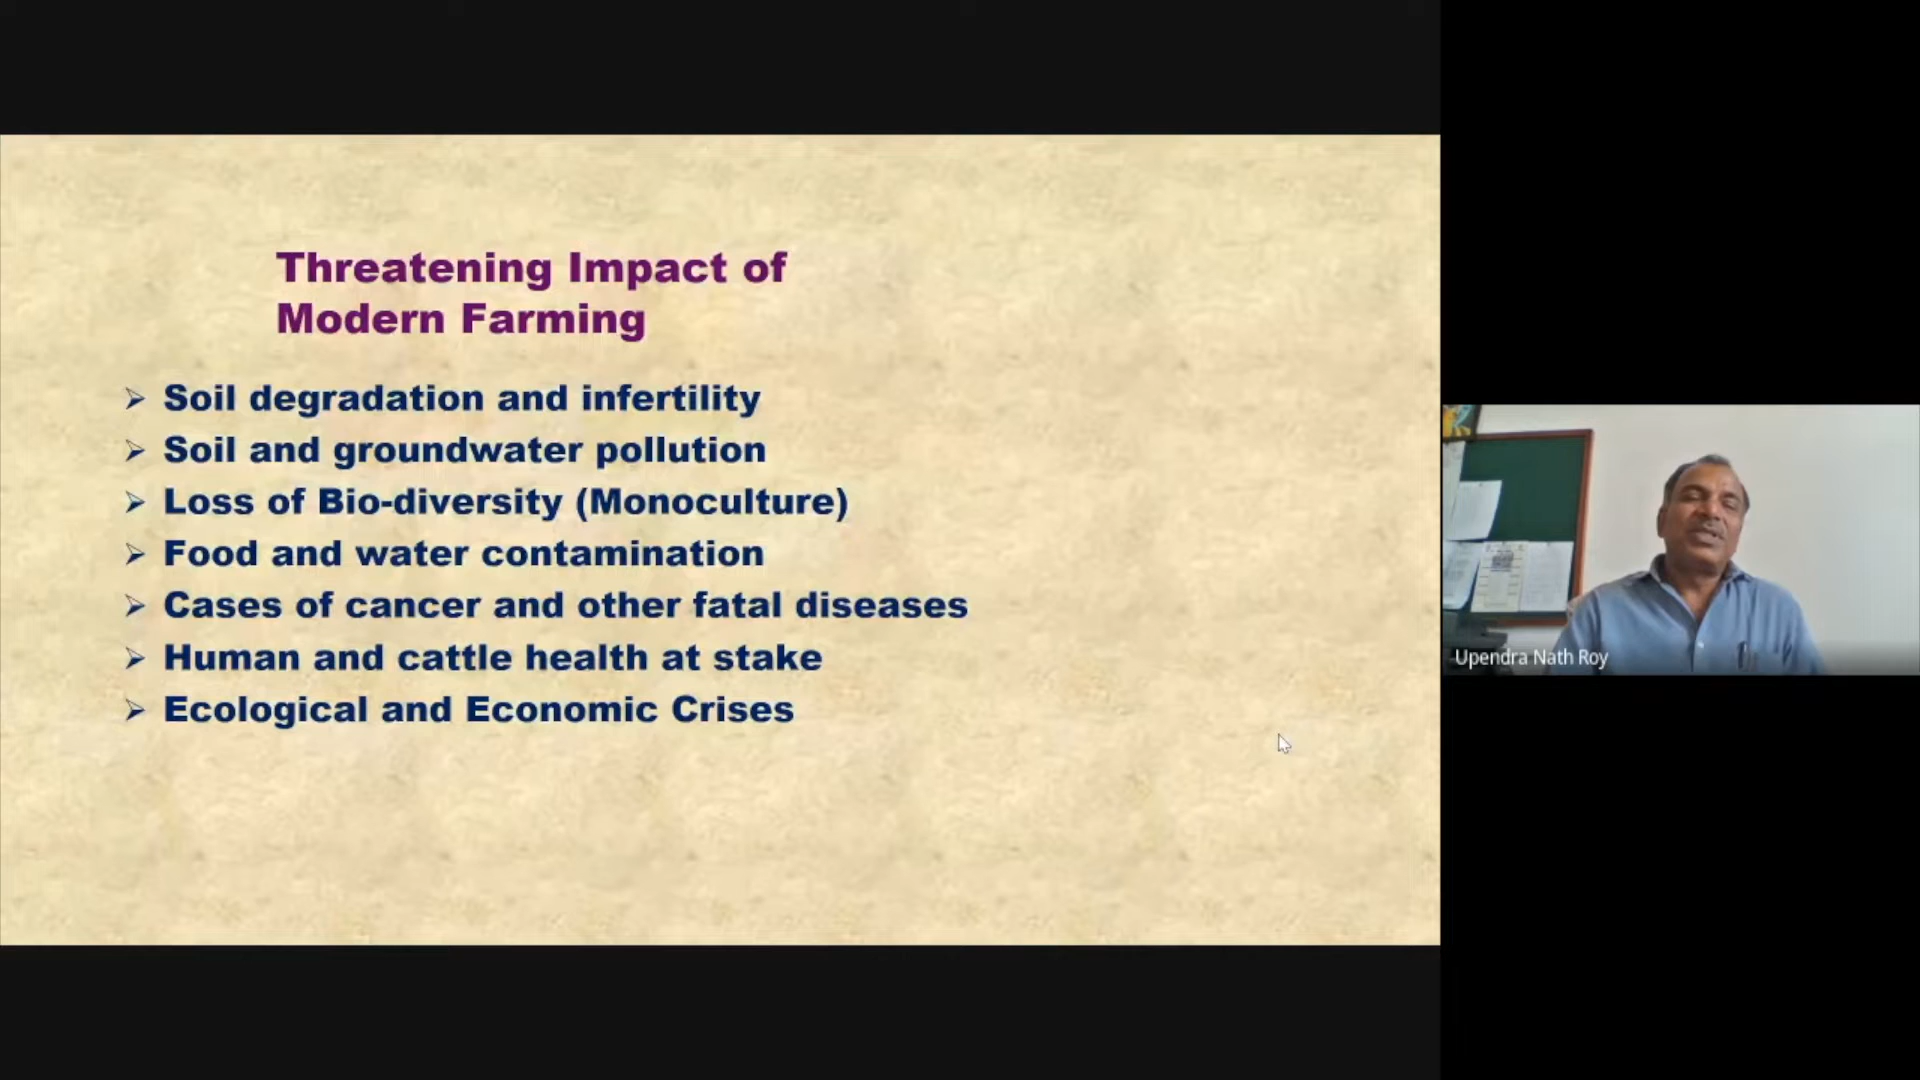 Threatening Impact of
Modern Farming
➢ Soil degradation and infertility
➢ Soil and groundwater pollution
➢ Loss of Bio-diversity (Monoculture)
➢ Food and water contamination
➢ Cases of cancer and other fatal diseases
➢ Human and cattle health at stake
➢ Ecological and Economic Crises
Upendra Nath Roy